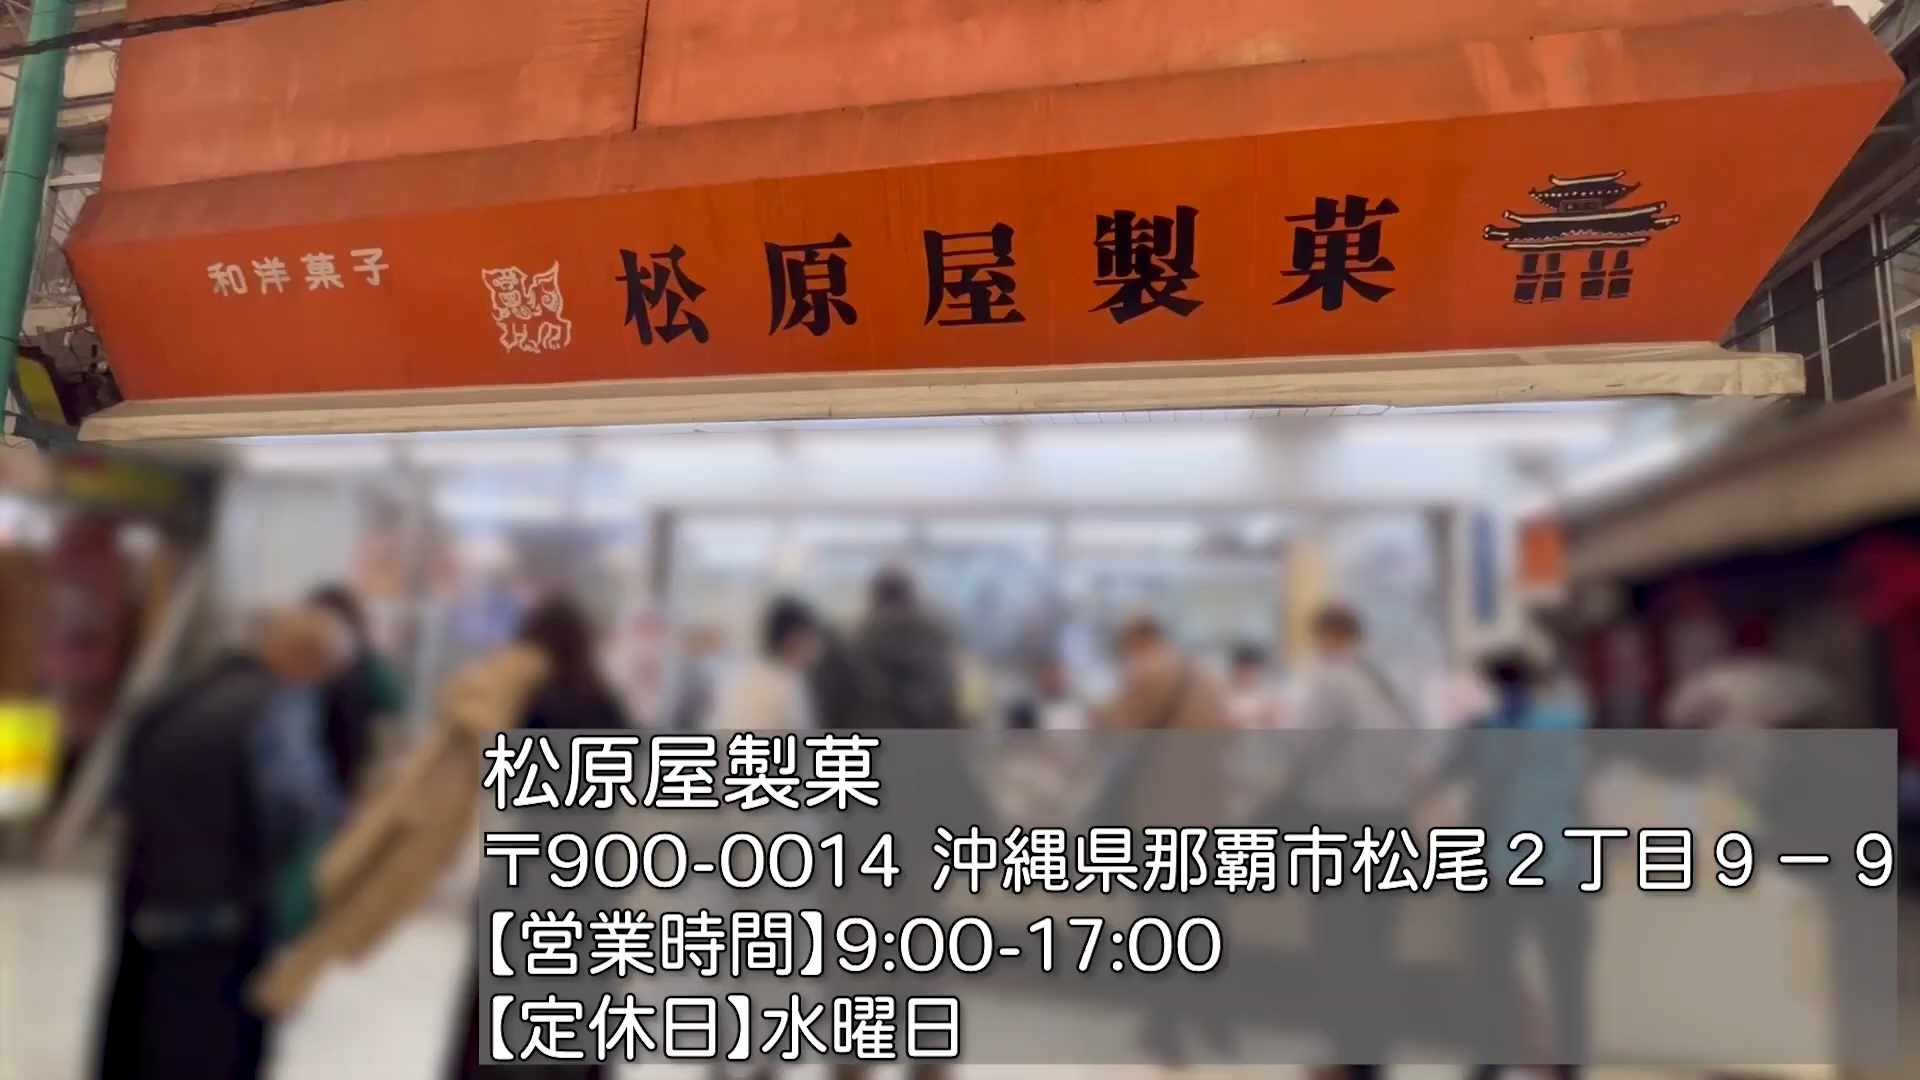 和洋菓子
松原屋製菓
松原屋製菓
〒900-0014 沖縄県那覇市松尾２丁目９－９
【営業時間】9:00-17:00
【定休日】水曜日